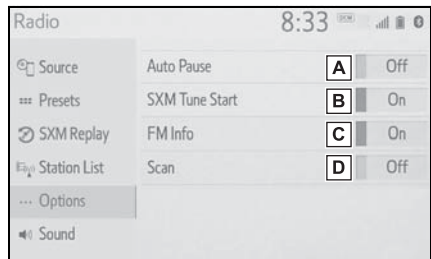 Radio 8:33 DCM
Source
Presets
SXM Replay
Station List
Options
Sound
Auto Pause A Off
SXM Tune Start B On
FM Info C On
Scan D Off